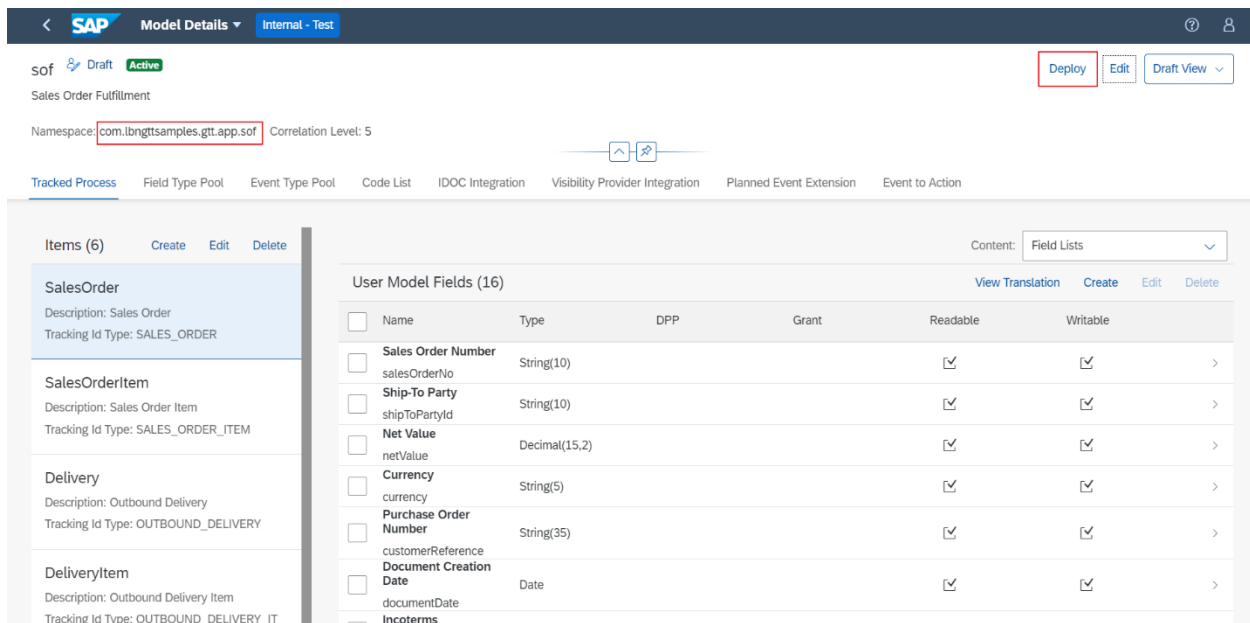 SAP Model Details Internal - Test
sof Draft Active
Deploy Edit Draft View
Sales Order Fulfillment
Namespace: com.lbngttsamples.gtt.app.sof Correlation Level: 5
Tracked Process Field Type Pool Event Type Pool Code List IDOC Integration Visibility Provider Integration Planned Event Extension Event to Action
Items (6) Create Edit Delete
SalesOrder
Description: Sales Order
Tracking Id Type: SALES_ORDER
SalesOrderItem
Description: Sales Order Item
Tracking Id Type: SALES_ORDER_ITEM
Delivery
Description: Outbound Delivery
Tracking Id Type: OUTBOUND_DELIVERY
DeliveryItem
Description: Outbound Delivery Item
Tracking Id Type: OUTBOUND_DELIVERY_IT
Content: Field Lists
User Model Fields (16) View Translation Create Edit Delete
Name Type DPP Grant Readable Writable
Sales Order Number
salesOrderNo
String(10)
Ship-To Party
shipToPartyId
String(10)
Net Value
netValue
Decimal(15,2)
Currency
currency
String(5)
Purchase Order
Number
customerReference
String(35)
Document Creation
Date
documentDate
Date
Incoterms